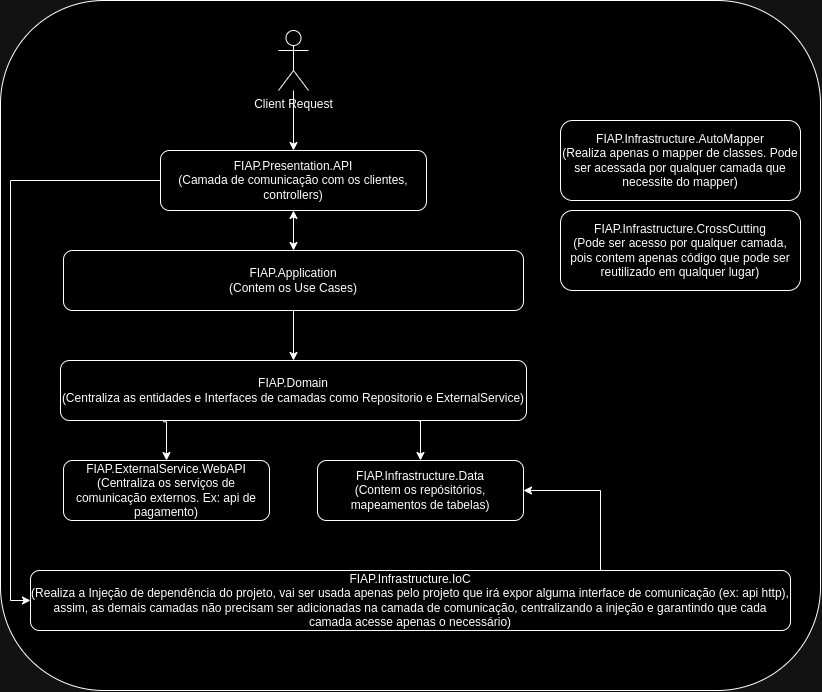 Client Request
FIAP.Presentation.API
(Camada de comunicação com os clientes,
controllers)
FIAP.Infrastructure.AutoMapper
(Realiza apenas o mapper de classes. Pode
ser acessada por qualquer camada que
necessite do mapper)
FIAP.Infrastructure.CrossCutting
(Pode ser acesso por qualquer camada,
pois contem apenas código que pode ser
reutilizado em qualquer lugar)
FIAP.Application
(Contem os Use Cases)
FIAP.Domain
(Centraliza as entidades e Interfaces de camadas como Repositorio e ExternalService)
FIAP.ExternalService.WebAPI
(Centraliza os serviços de
comunicação externos. Ex: api de
pagamento)
FIAP.Infrastructure.Data
(Contem os repósitórios,
mapeamentos de tabelas)
FIAP.Infrastructure.IoC
(Realiza a Injeção de dependência do projeto, vai ser usada apenas pelo projeto que irá expor alguma interface de comunicação (ex: api http),
assim, as demais camadas não precisam ser adicionadas na camada de comunicação, centralizando a injeção e garantindo que cada
camada acesse apenas o necessário)